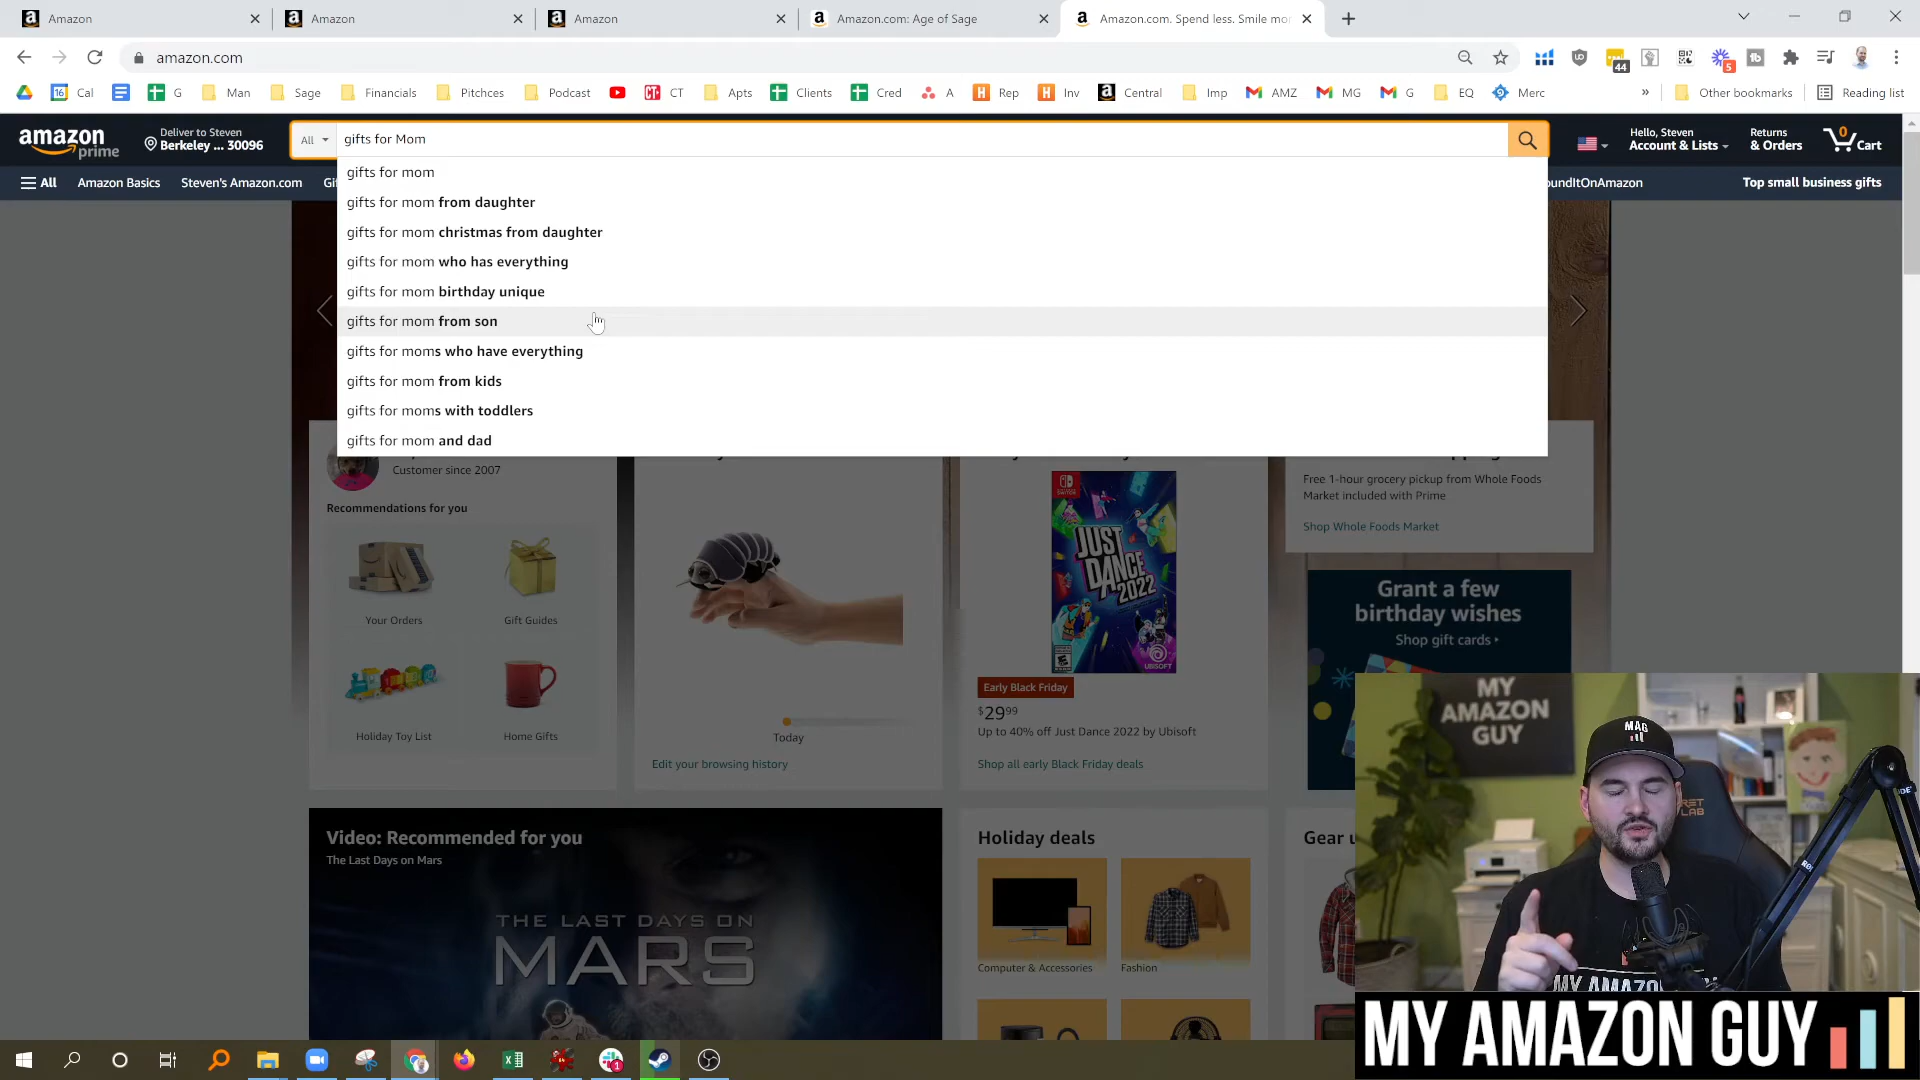 Amazon
Amazon
Amazon
Amazon.com: Age of Sage
Amazon.com. Spend less. Smile mo
amazon.com
44
5
16
Cal
G
Man
Sage
Financials
Pitchces
Podcast
CT
Apts
Clients
Cred
A
Rep
Inv
Central
Imp
AMZ
MG
G
EQ
Merc
»
Other bookmarks
Reading list
amazon
prime
Deliver to Steven
Berkeley ... 30096
All
gifts for Mom
Hello, Steven
Account & Lists
Returns
& Orders
0
Cart
All
Amazon Basics
Steven's Amazon.com
oundItOnAmazon
Top small business gifts
gifts for mom
gifts for mom from daughter
gifts for mom christmas from daughter
gifts for mom who has everything
gifts for mom birthday unique
gifts for mom from son
gifts for moms who have everything
gifts for mom from kids
gifts for moms with toddlers
gifts for mom and dad
Customer since 2007
Recommendations for you
Your Orders
Gift Guides
Holiday Toy List
Home Gifts
Today
Edit your browsing history
JUST
DANCE
2022
UBISOFT
Early Black Friday
$29.99
Up to 40% off Just Dance 2022 by Ubisoft
Shop all early Black Friday deals
Free 1-hour grocery pickup from Whole Foods
Market included with Prime
Shop Whole Foods Market
Grant a few
birthday wishes
Shop gift cards
Video: Recommended for you
The Last Days on Mars
THE LAST DAYS ON
MARS
Holiday deals
Computer & Accessories
Fashion
Gear u
MY
AMAZON
GUY
MAG
MY AMAZON GUY